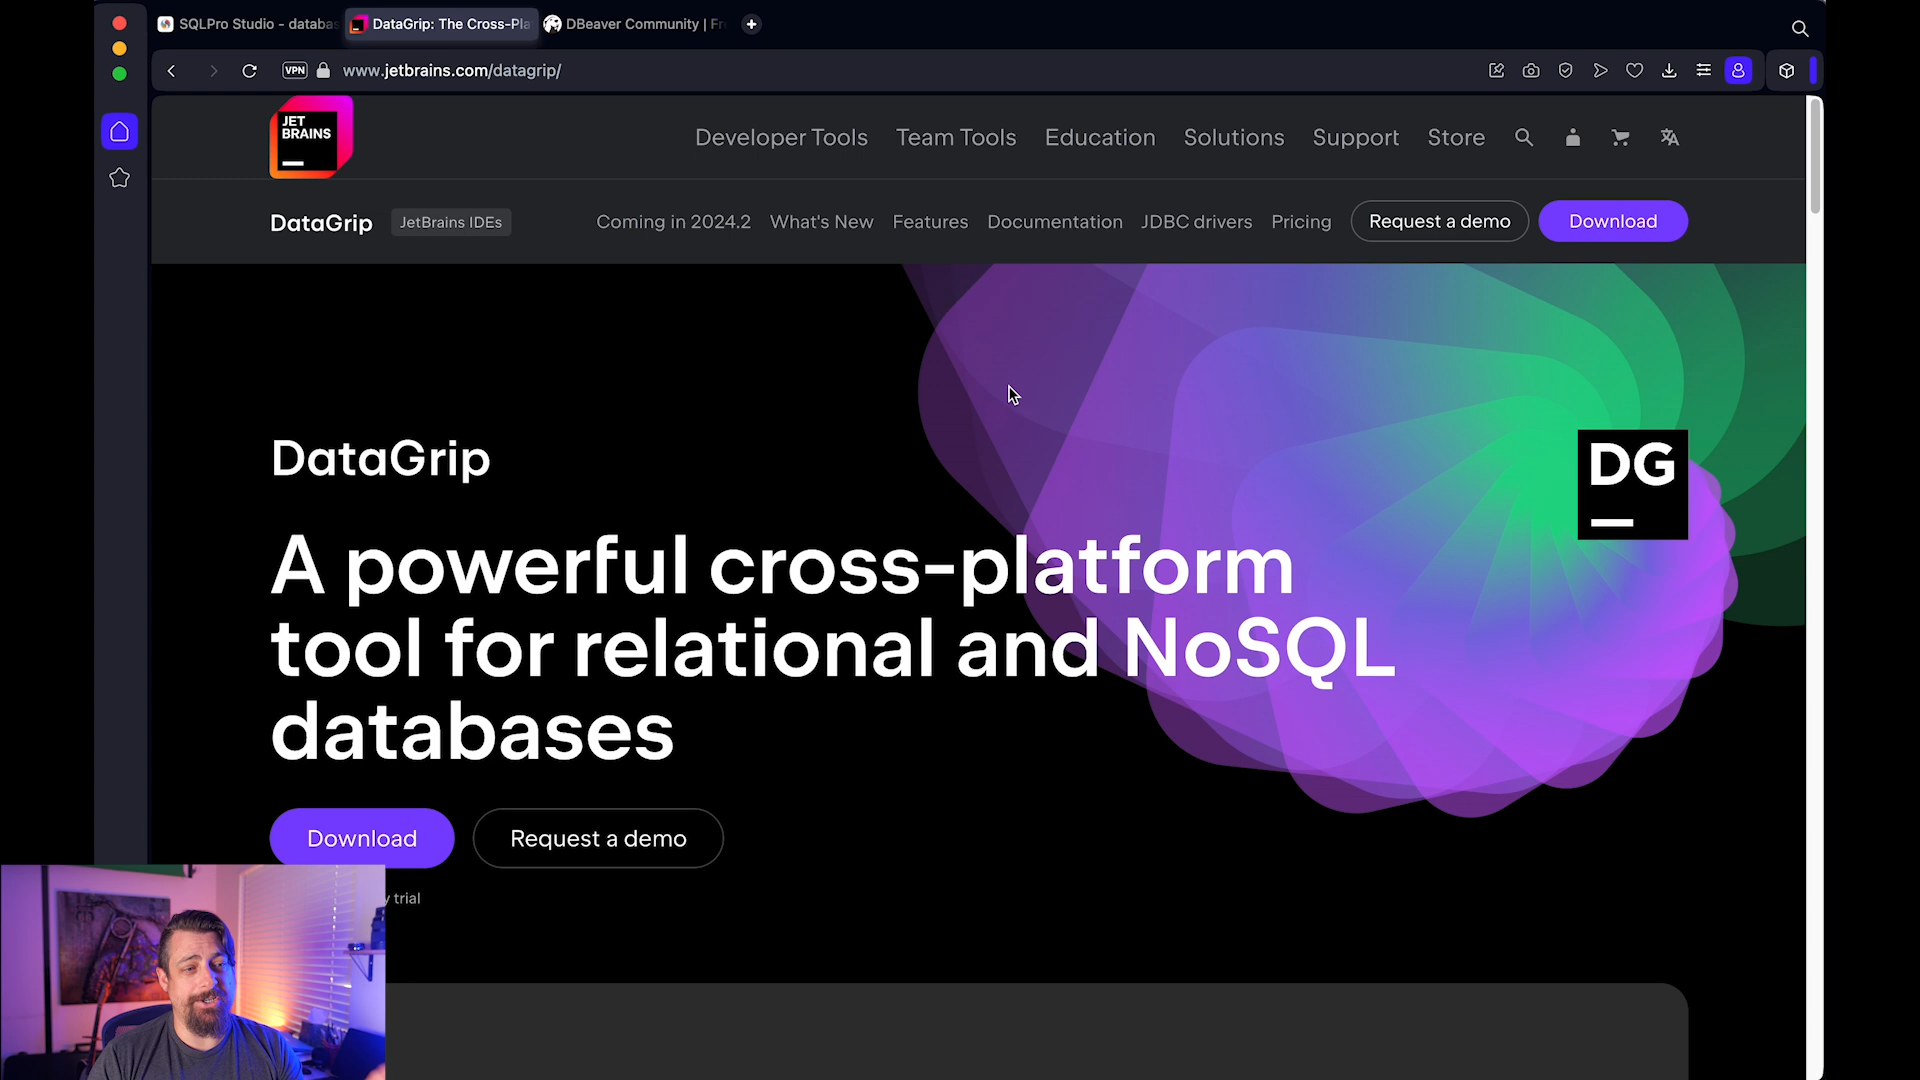 SQLPro Studio - databas
DataGrip: The Cross-Pla
DBeaver Community | Fr
VPN
www.jetbrains.com/datagrip/
JET
BRAINS
Developer Tools
Team Tools
Education
Solutions
Support
Store
DataGrip
JetBrains IDEs
Coming in 2024.2
What's New
Features
Documentation
JDBC drivers
Pricing
Request a demo
Download
DG
DataGrip
A powerful cross-platform
tool for relational and NoSQL
databases
Download
Request a demo
y trial